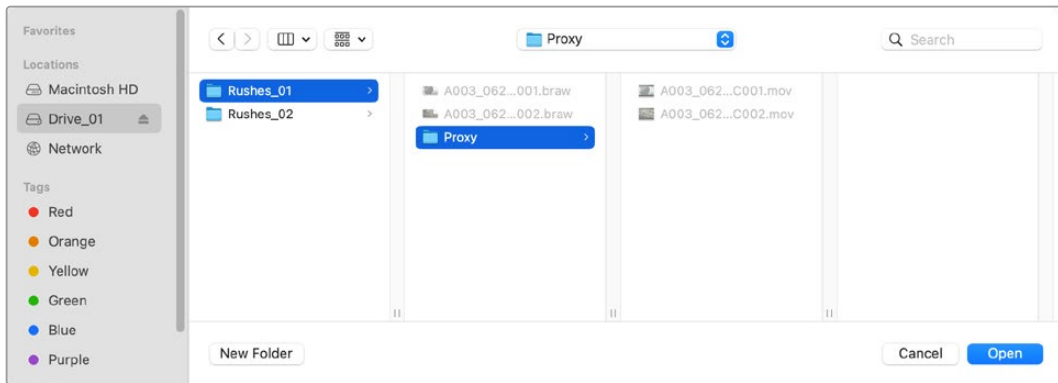 Favorites
Locations
Macintosh HD
Drive_01
Network
Tags
Red
Orange
Yellow
Green
Blue
Purple
Proxy
Search
Rushes_01
Rushes_02
A003_062...001.braw
A003_062...002.braw
Proxy
A003_062...C001.mov
A003_062...C002.mov
New Folder
Cancel
Open